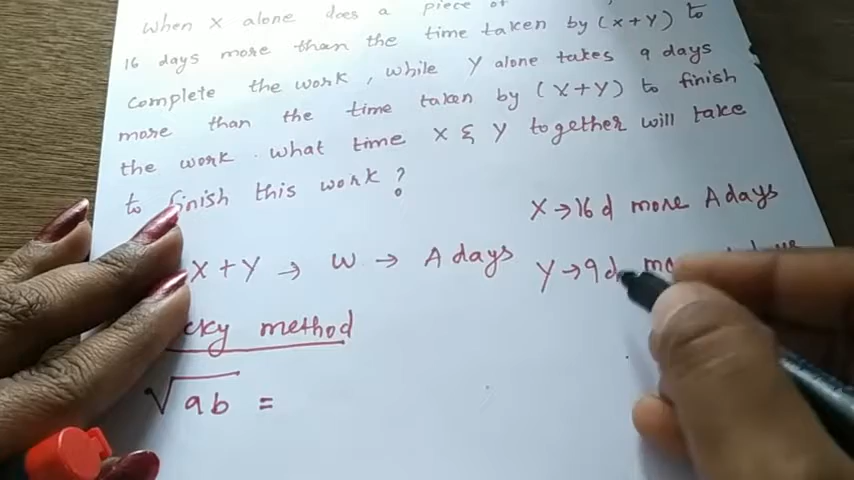 When X alone does a piece of
16 days more than the time taken by (X+Y) to
Complete the work, while Y alone takes 9 days
more than the time taken by (X+Y) to finish
the work. What time X & Y together will take
to finish this work?
X → 16 d more A days
X + Y → W → A days
Y → 9 d
method
√ab =